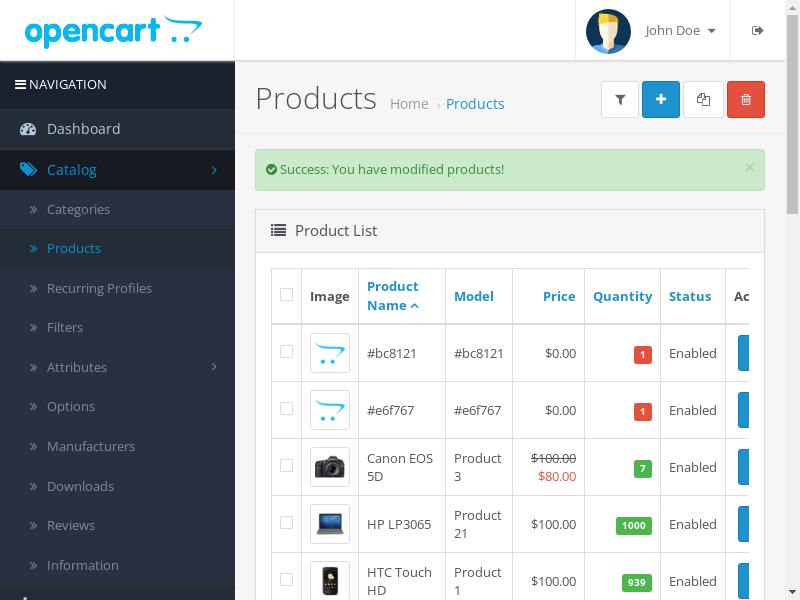 opencart
John Doe
NAVIGATION
Dashboard
Catalog
Categories
Products
Recurring Profiles
Filters
Attributes
Options
Manufacturers
Downloads
Reviews
Information
Products
Home › Products
Success: You have modified products!
×
Product List
Image Product Name Model Price Quantity Status Ac
#bc8121 #bc8121 $0.00 1 Enabled
#e6f767 #e6f767 $0.00 1 Enabled
Canon EOS 5D Product 3 $100.00 $80.00 7 Enabled
HP LP3065 Product 21 $100.00 1000 Enabled
HTC Touch HD Product 1 $100.00 939 Enabled